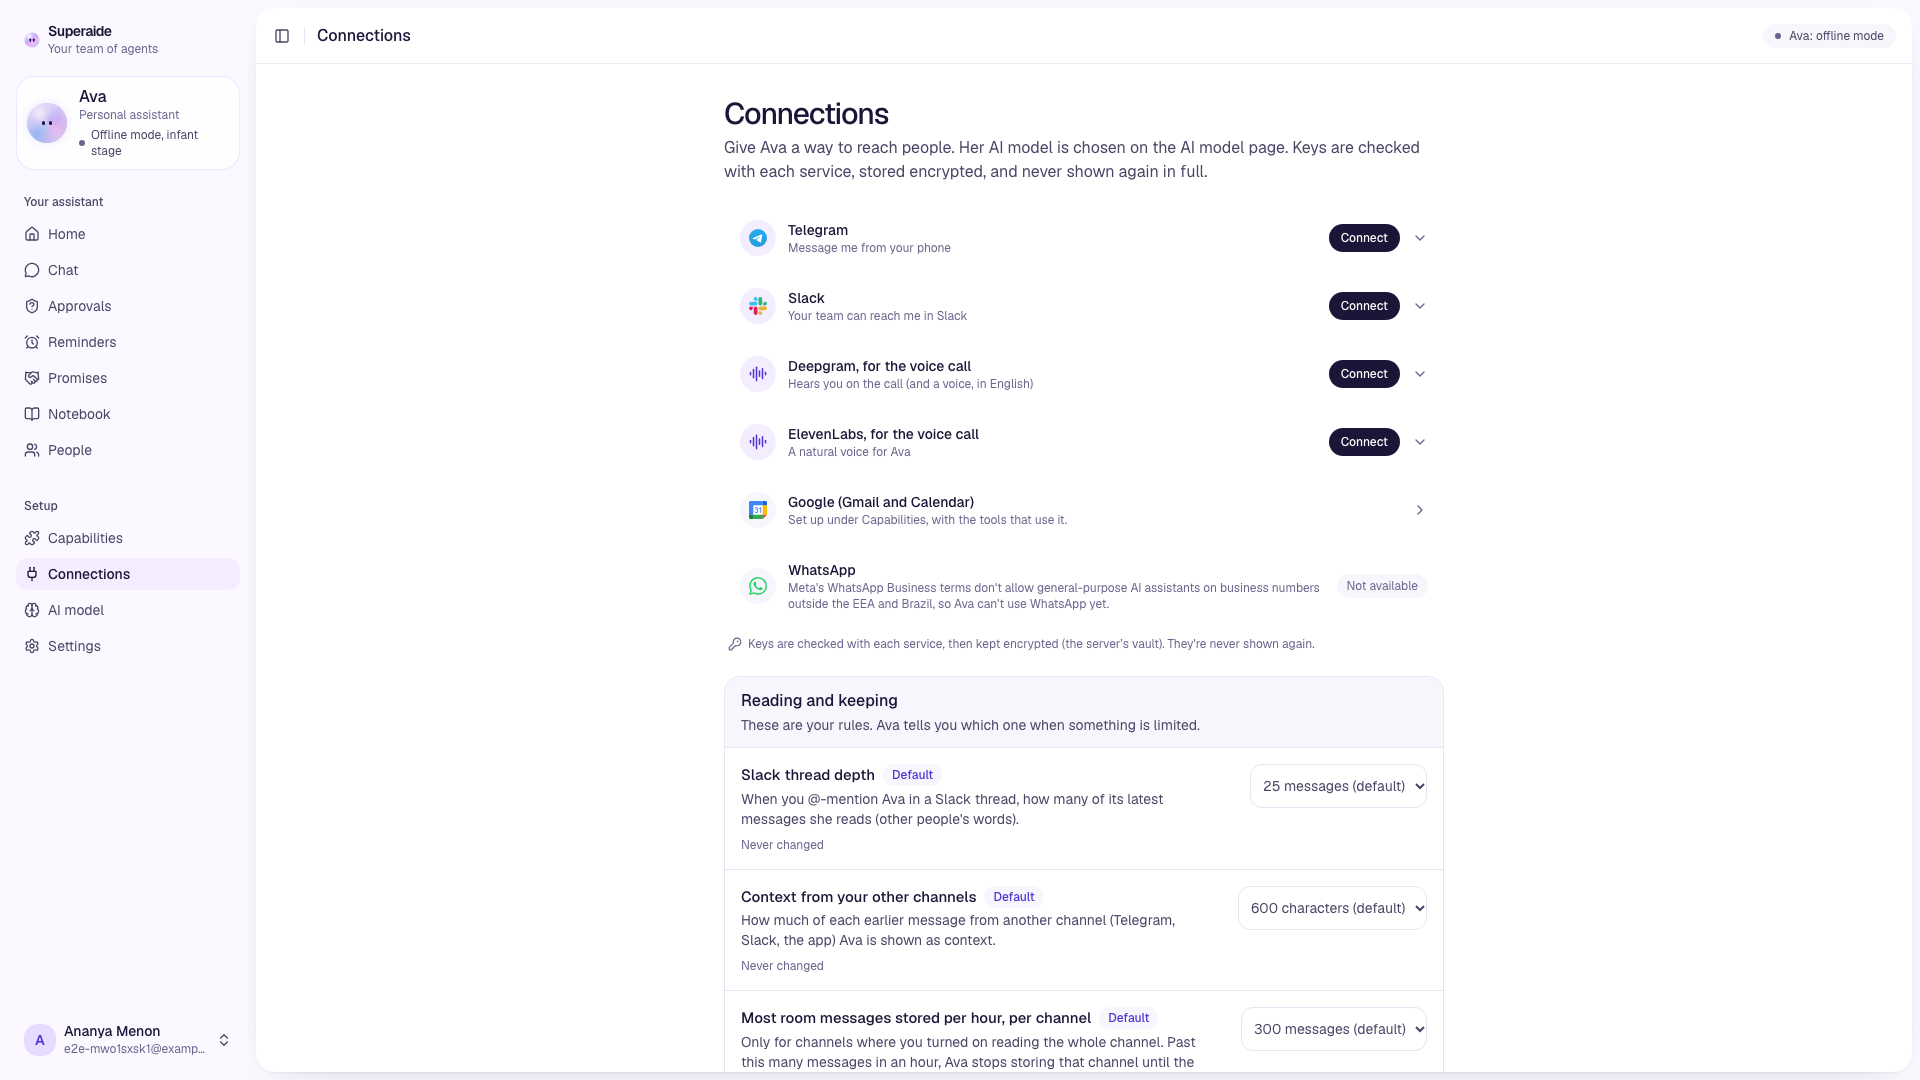 Superaide
Your team of agents
Ava
Personal assistant
Offline mode, infant
stage
Your assistant
Home
Chat
Approvals
Reminders
Promises
Notebook
People
Setup
Capabilities
Connections
AI model
Settings
A
Ananya Menon
e2e-mwo1sxsk1@examp...
Connections
Ava: offline mode
Connections
Give Ava a way to reach people. Her AI model is chosen on the AI model page. Keys are checked
with each service, stored encrypted, and never shown again in full.
Telegram
Message me from your phone
Connect
Slack
Your team can reach me in Slack
Connect
Deepgram, for the voice call
Hears you on the call (and a voice, in English)
Connect
ElevenLabs, for the voice call
A natural voice for Ava
Connect
31
Google (Gmail and Calendar)
Set up under Capabilities, with the tools that use it.
WhatsApp
Meta's WhatsApp Business terms don't allow general-purpose AI assistants on business numbers
outside the EEA and Brazil, so Ava can't use WhatsApp yet.
Not available
Keys are checked with each service, then kept encrypted (the server's vault). They're never shown again.
Reading and keeping
These are your rules. Ava tells you which one when something is limited.
Slack thread depth Default
When you @-mention Ava in a Slack thread, how many of its latest
messages she reads (other people's words).
Never changed
25 messages (default)
Context from your other channels Default
How much of each earlier message from another channel (Telegram,
Slack, the app) Ava is shown as context.
Never changed
600 characters (default)
Most room messages stored per hour, per channel Default
Only for channels where you turned on reading the whole channel. Past
this many messages in an hour, Ava stops storing that channel until the
300 messages (default)